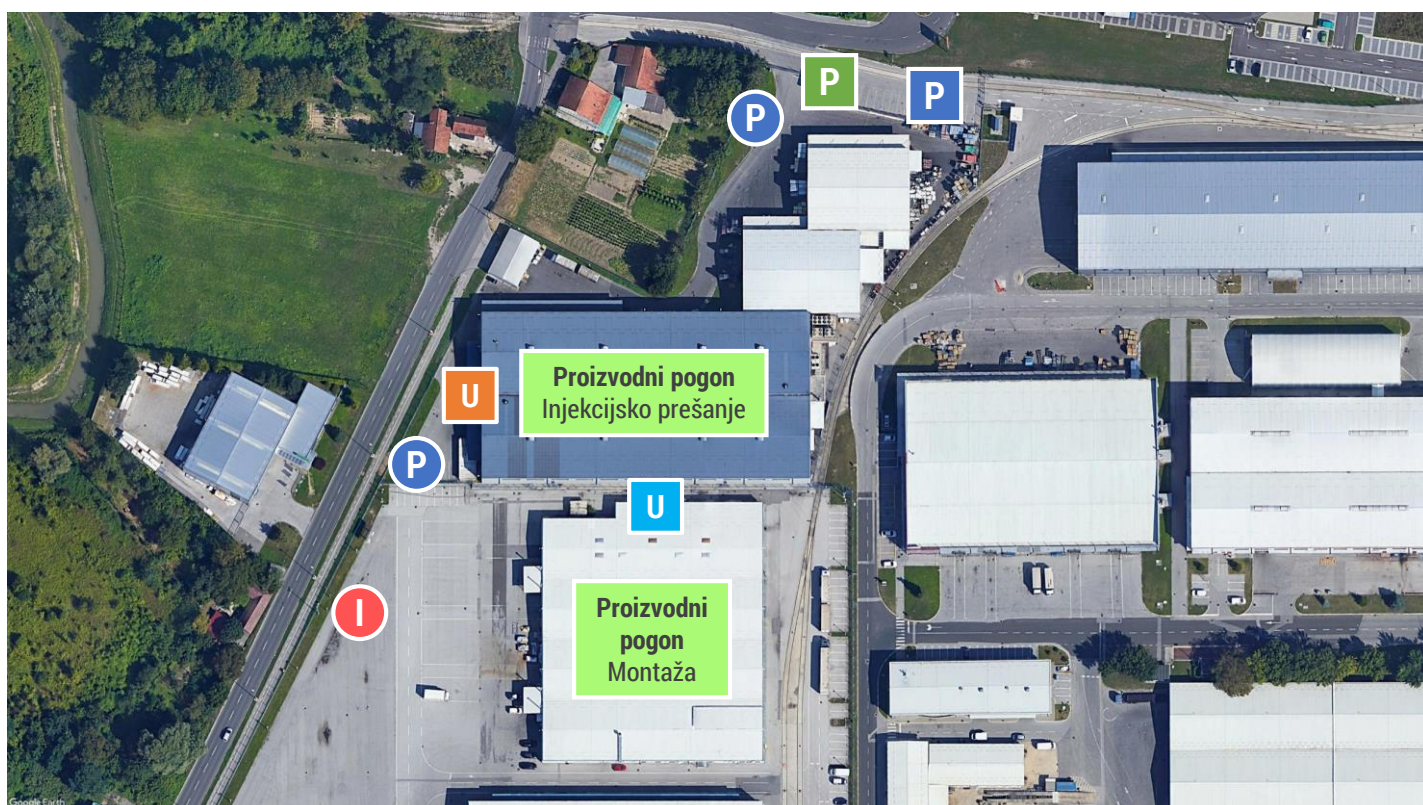 P
P
P
Proizvodni pogon
Injekcijsko prešanje
U
P
U
Proizvodni
pogon
Montaža
I
Google Earth